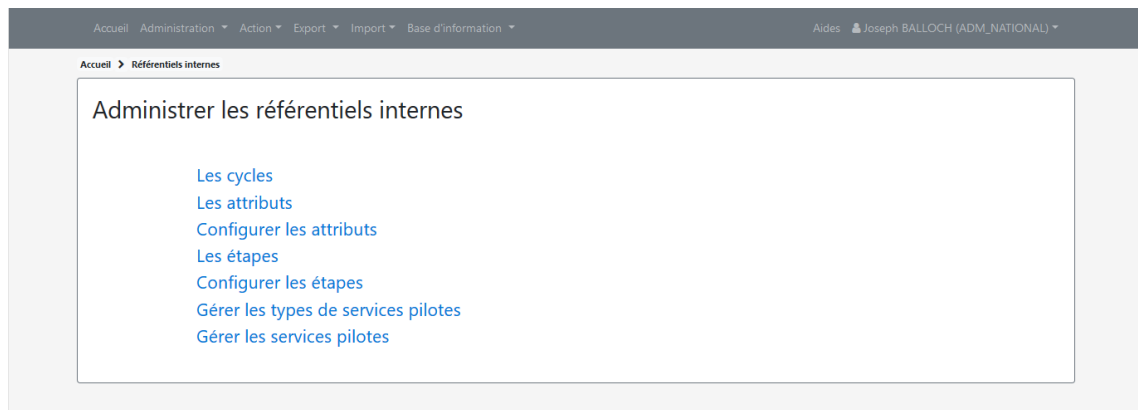 Accueil Administration Action Export Import Base d'information Aides Joseph BALLOCH (ADM_NATIONAL)
Accueil > Référentiels internes
Administrer les référentiels internes
Les cycles
Les attributs
Configurer les attributs
Les étapes
Configurer les étapes
Gérer les types de services pilotes
Gérer les services pilotes